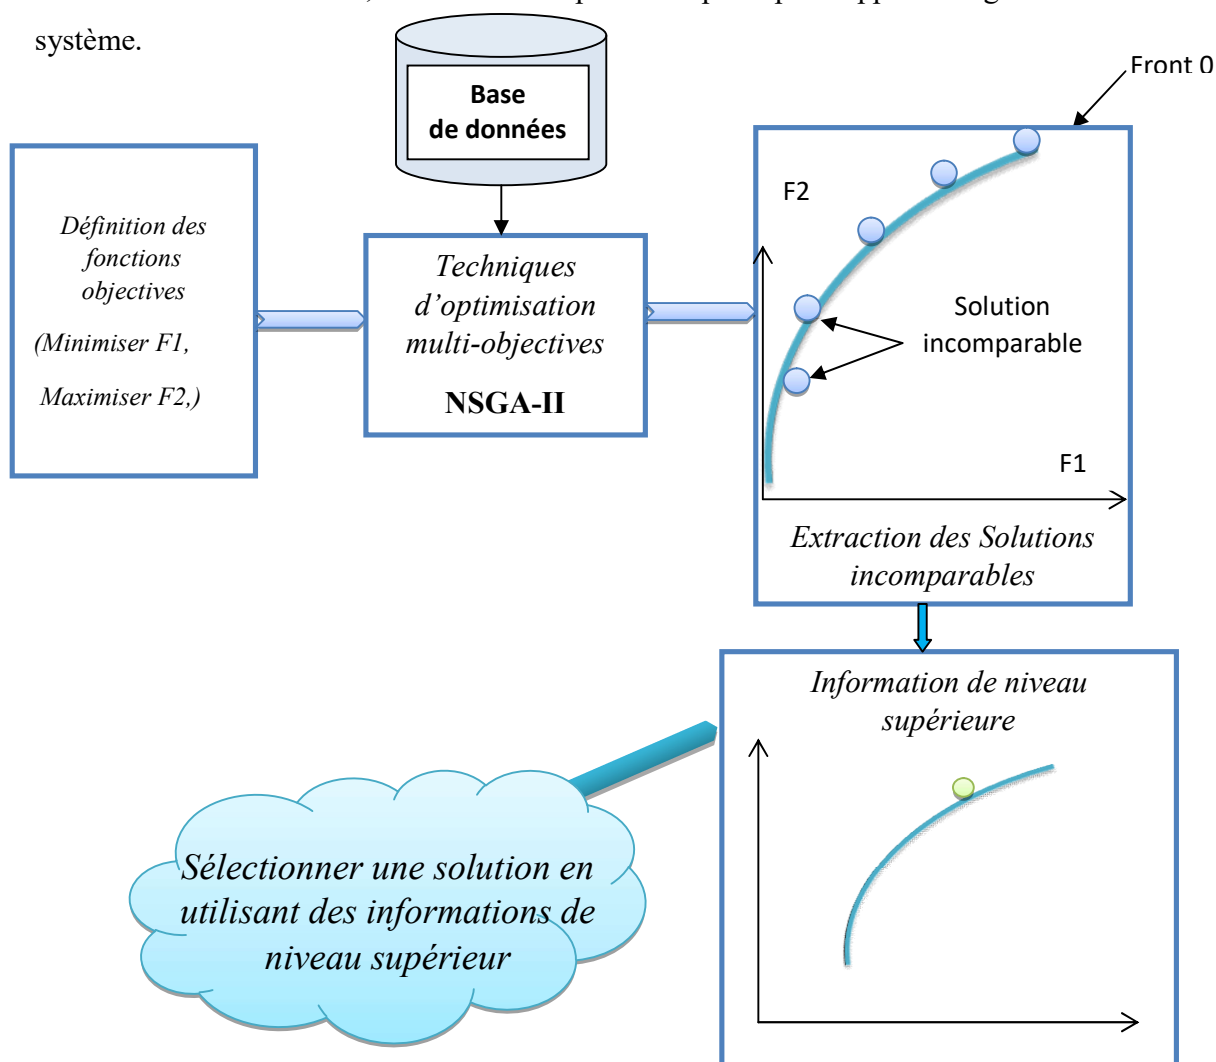 système.
Base
de données
Front 0
Définition des
fonctions
objectives
(Minimiser F1,
Maximiser F2,)
Techniques
d’optimisation
multi-objectives
NSGA-II
F2
Solution
incomparable
F1
Extraction des Solutions
incomparables
Information de niveau
supérieure
Sélectionner une solution en
utilisant des informations de
niveau supérieur